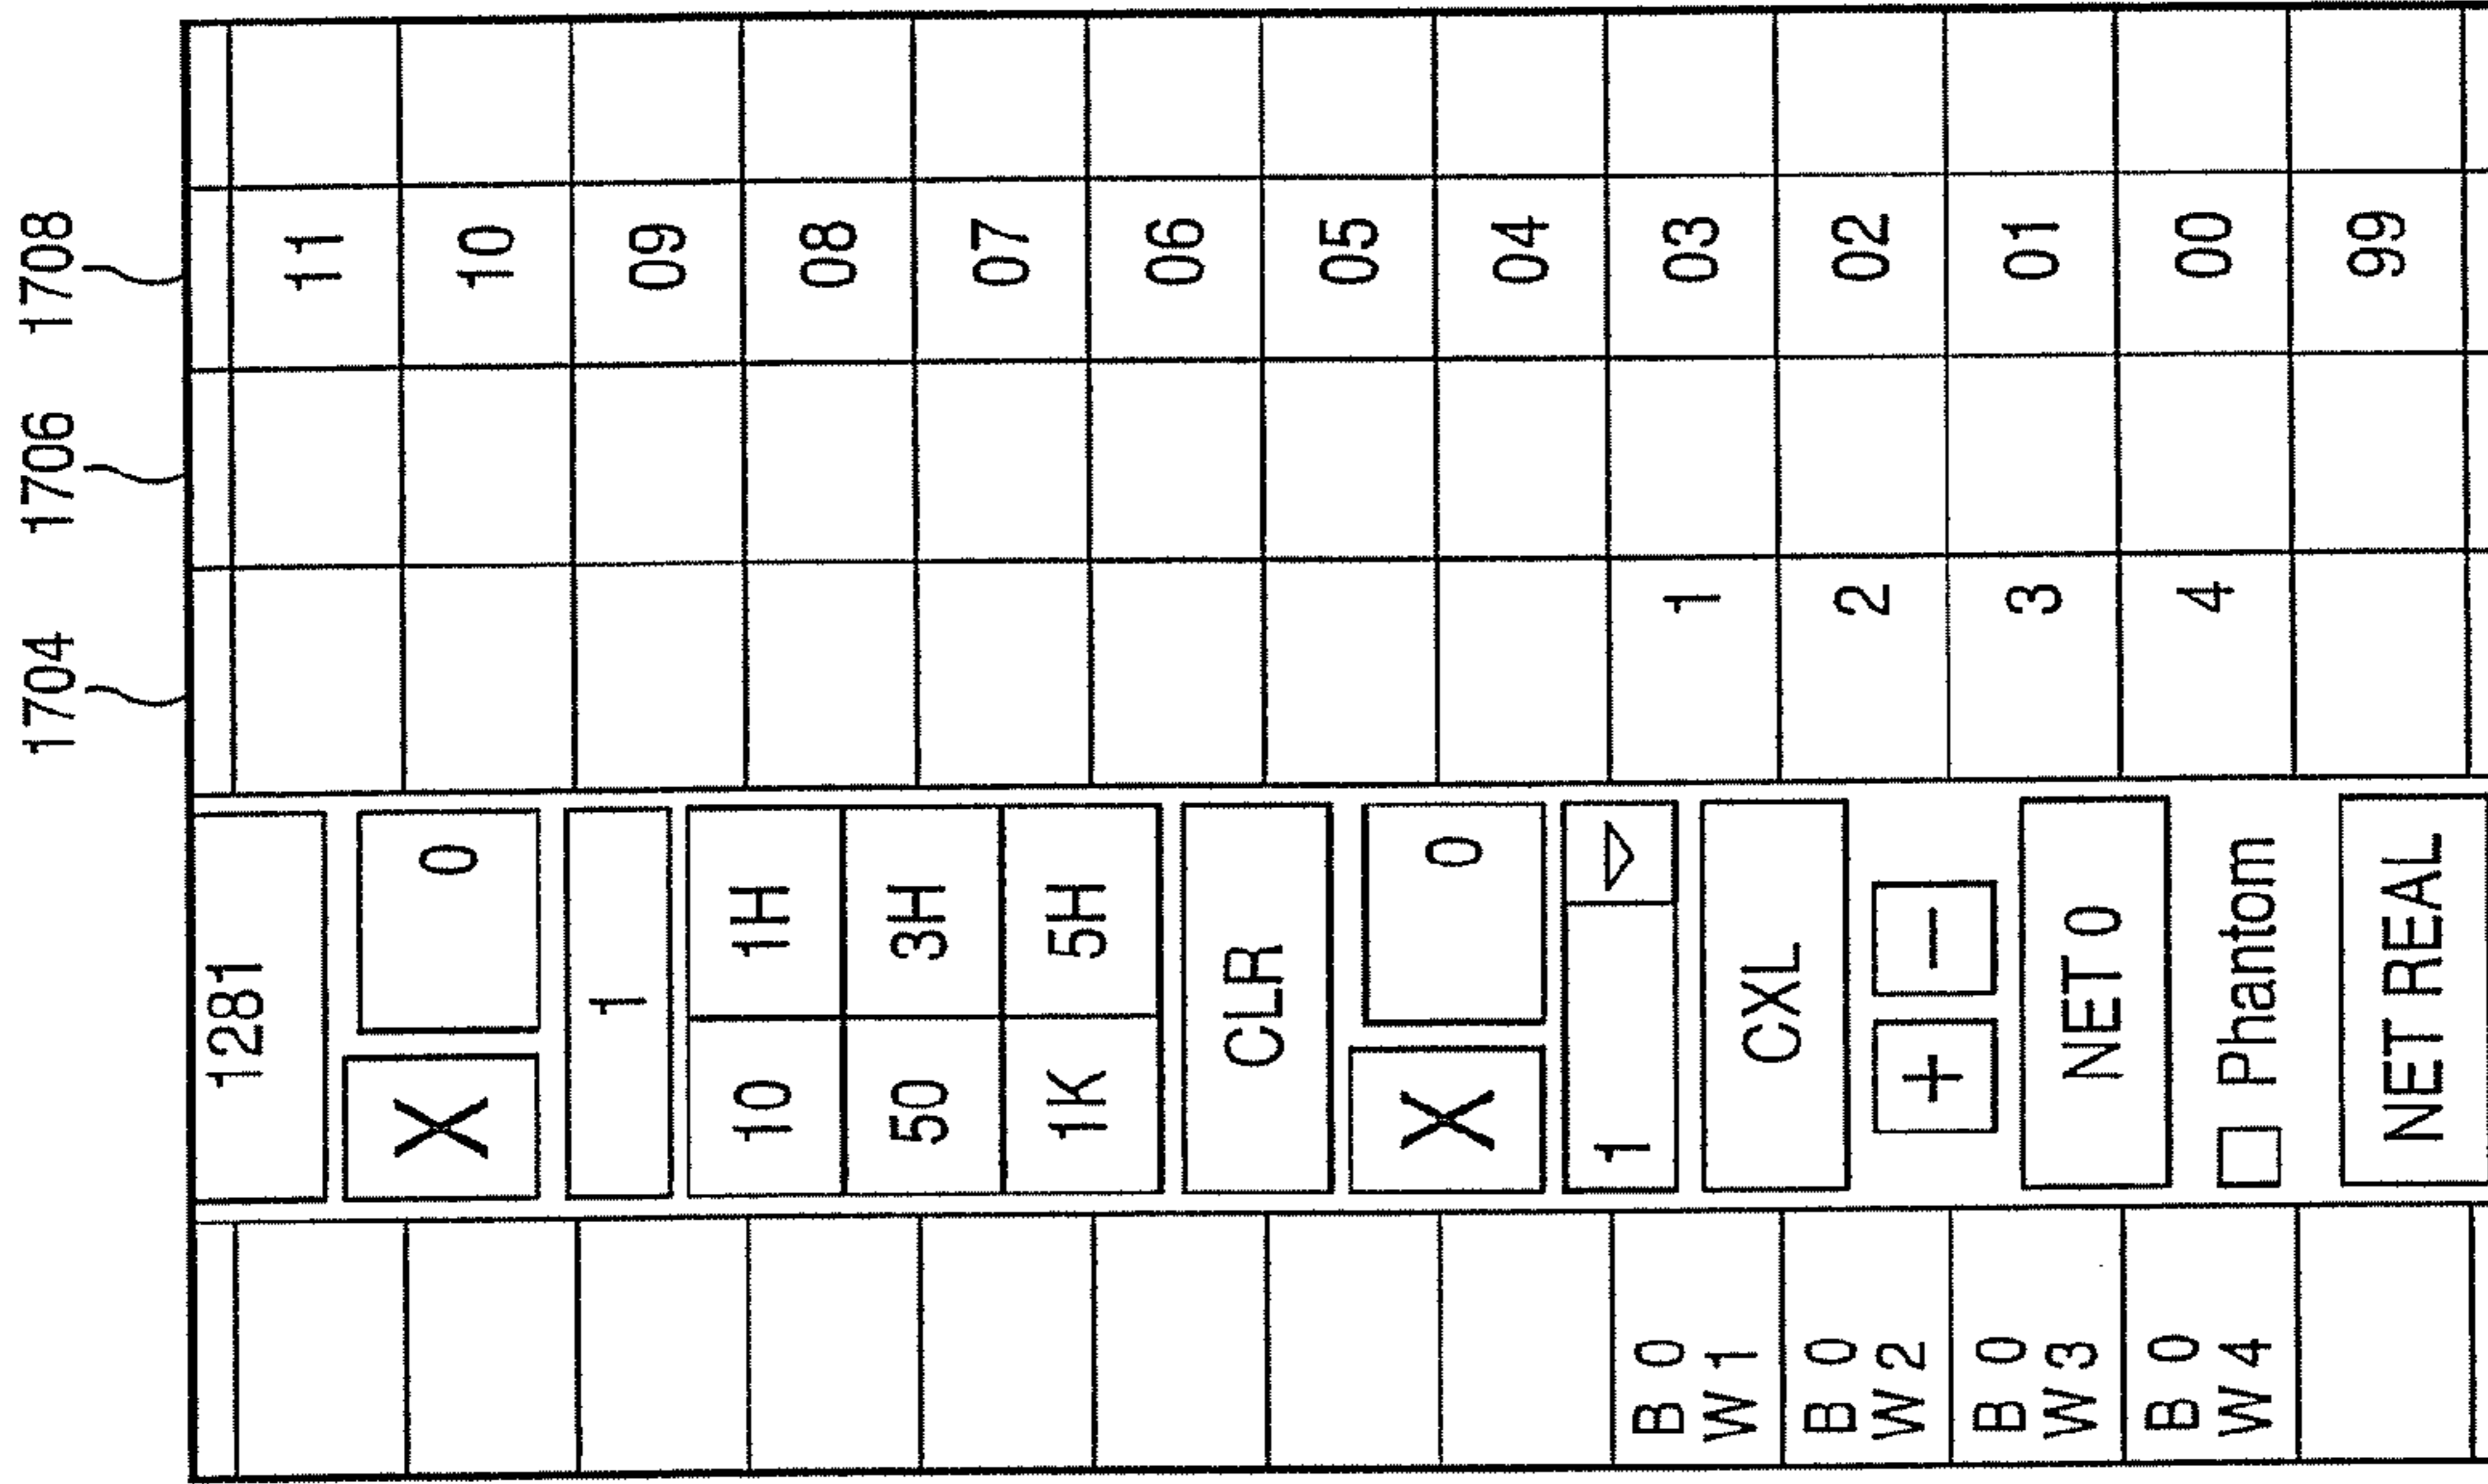 1704 1706 1708
B 0
W 1
B 0
W 2
B 0
W 3
B 0
W 4
1281
X 0
1
10 1H
50 3H
1K 5H
CLR
X 0
1
CXL
+ −
NET 0
Phantom
NET REAL
1
2
3
4
11
10
09
08
07
06
05
04
03
02
01
00
99